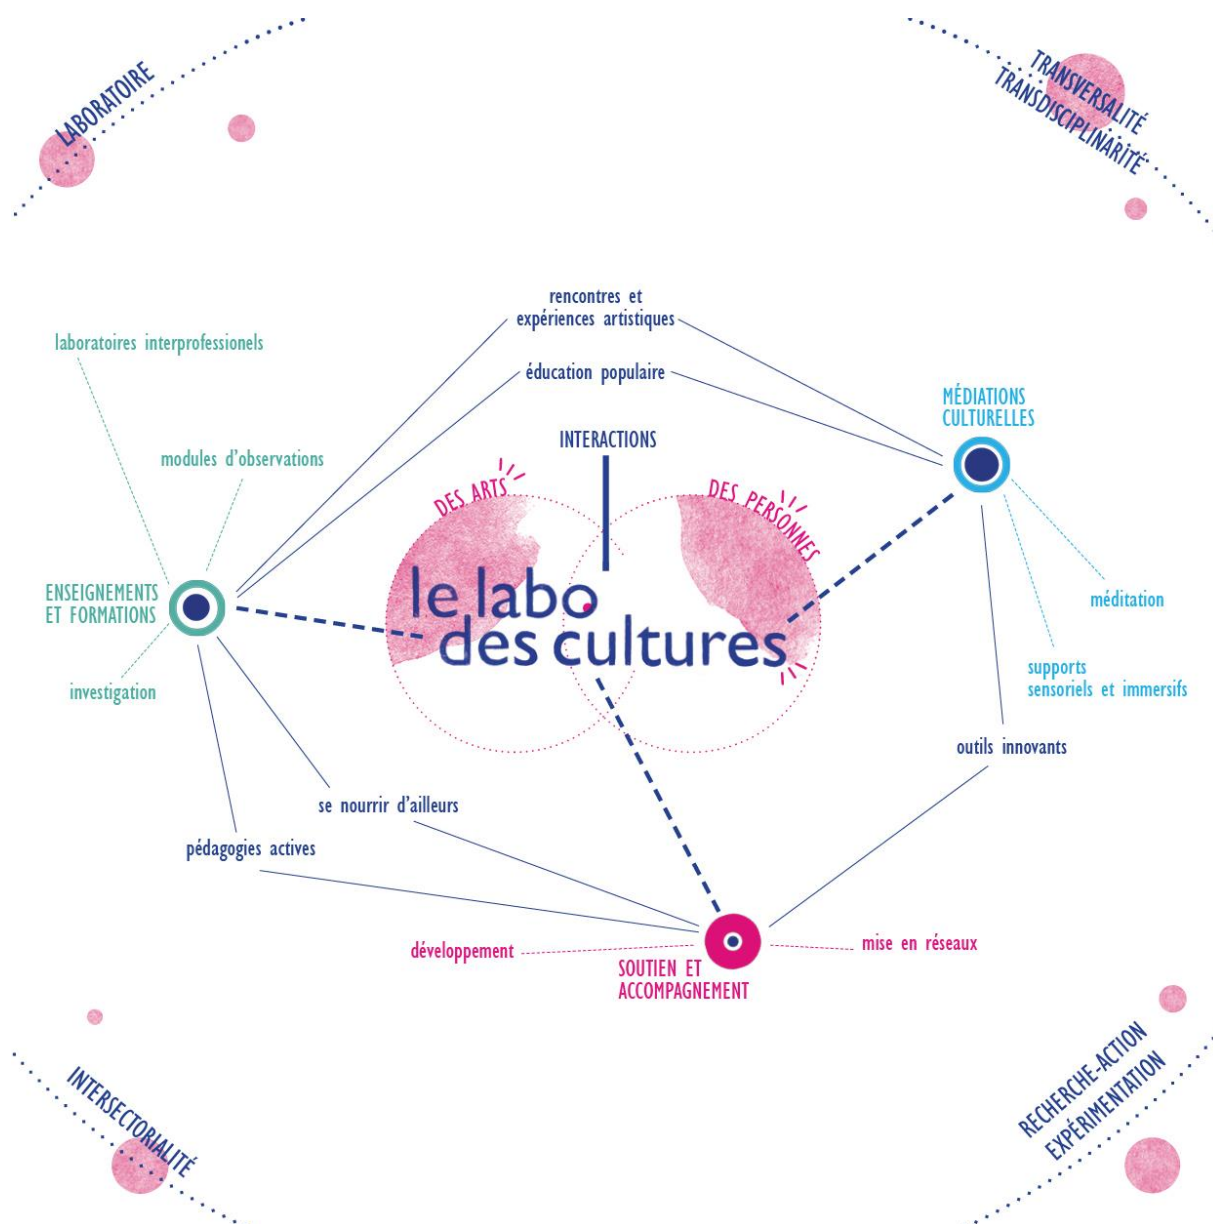 LABORATOIRE
TRANSVERSALITÉ
TRANSDISCIPLINARITÉ
rencontres et
expériences artistiques
laboratoires interprofessionels
éducation populaire
MÉDIATIONS
CULTURELLES
INTERACTIONS
modules d'observations
DES ARTS
DES PERSONNES
ENSEIGNEMENTS
ET FORMATIONS
le labo
des cultures
méditation
investigation
supports
sensoriels et immersifs
outils innovants
se nourrir d'ailleurs
pédagogies actives
développement
mise en réseaux
SOUTIEN ET
ACCOMPAGNEMENT
INTERSECTORIALITÉ
RECHERCHE-ACTION
EXPÉRIMENTATION